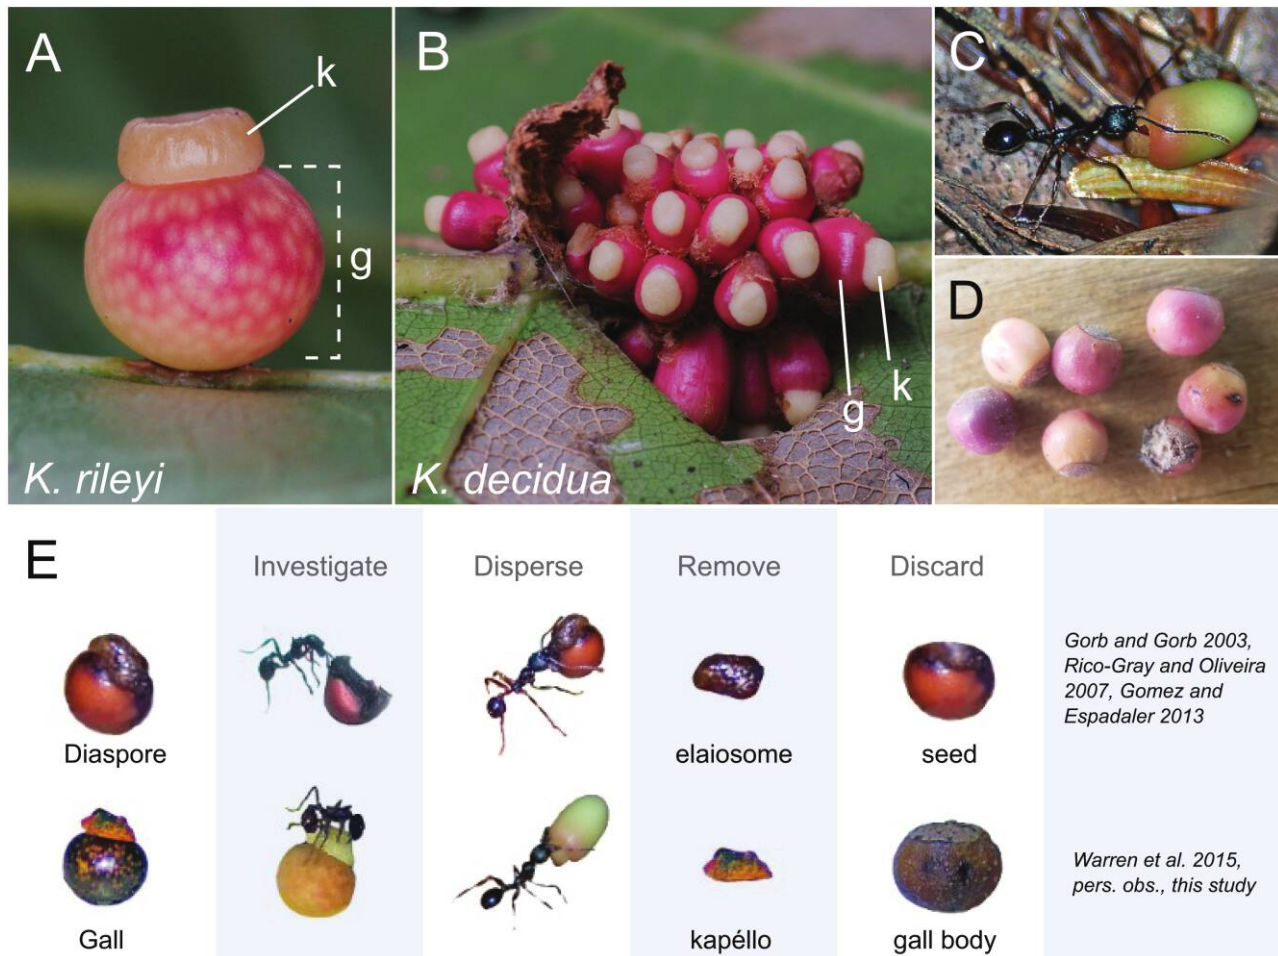 A
k
g
K. rileyi
B
g
k
K. decidua
C
D
E
Investigate
Disperse
Remove
Discard
Diaspore
elaiosome
seed
Gorb and Gorb 2003,
Rico-Gray and Oliveira
2007, Gomez and
Espadaler 2013
Gall
kapéllo
gall body
Warren et al. 2015,
pers. obs., this study